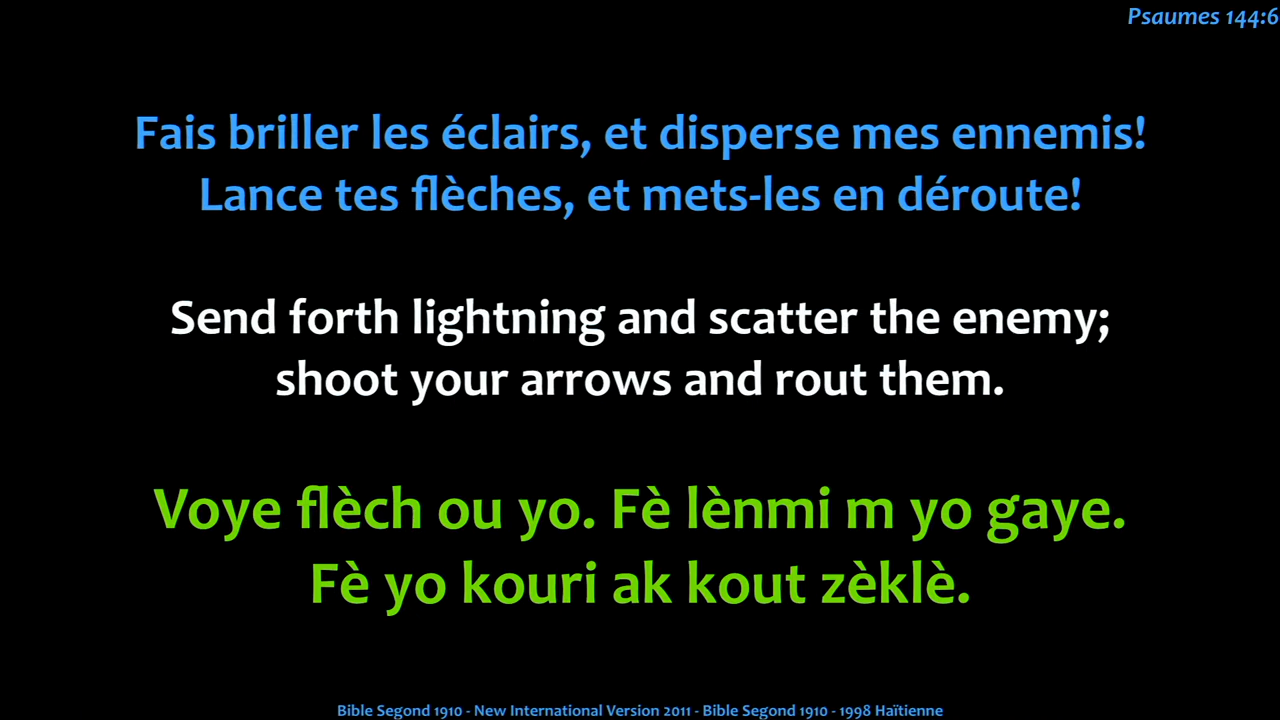 Psaumes 144:6
Fais briller les éclairs, et disperse mes ennemis!
Lance tes flèches, et mets-les en déroute!
Send forth lightning and scatter the enemy;
shoot your arrows and rout them.
Voye flèch ou yo. Fè lènmi m yo gaye.
Fè yo kouri ak kout zèklè.
Bible Segond 1910 - New International Version 2011 - Bible Segond 1910 - 1998 Haïtienne